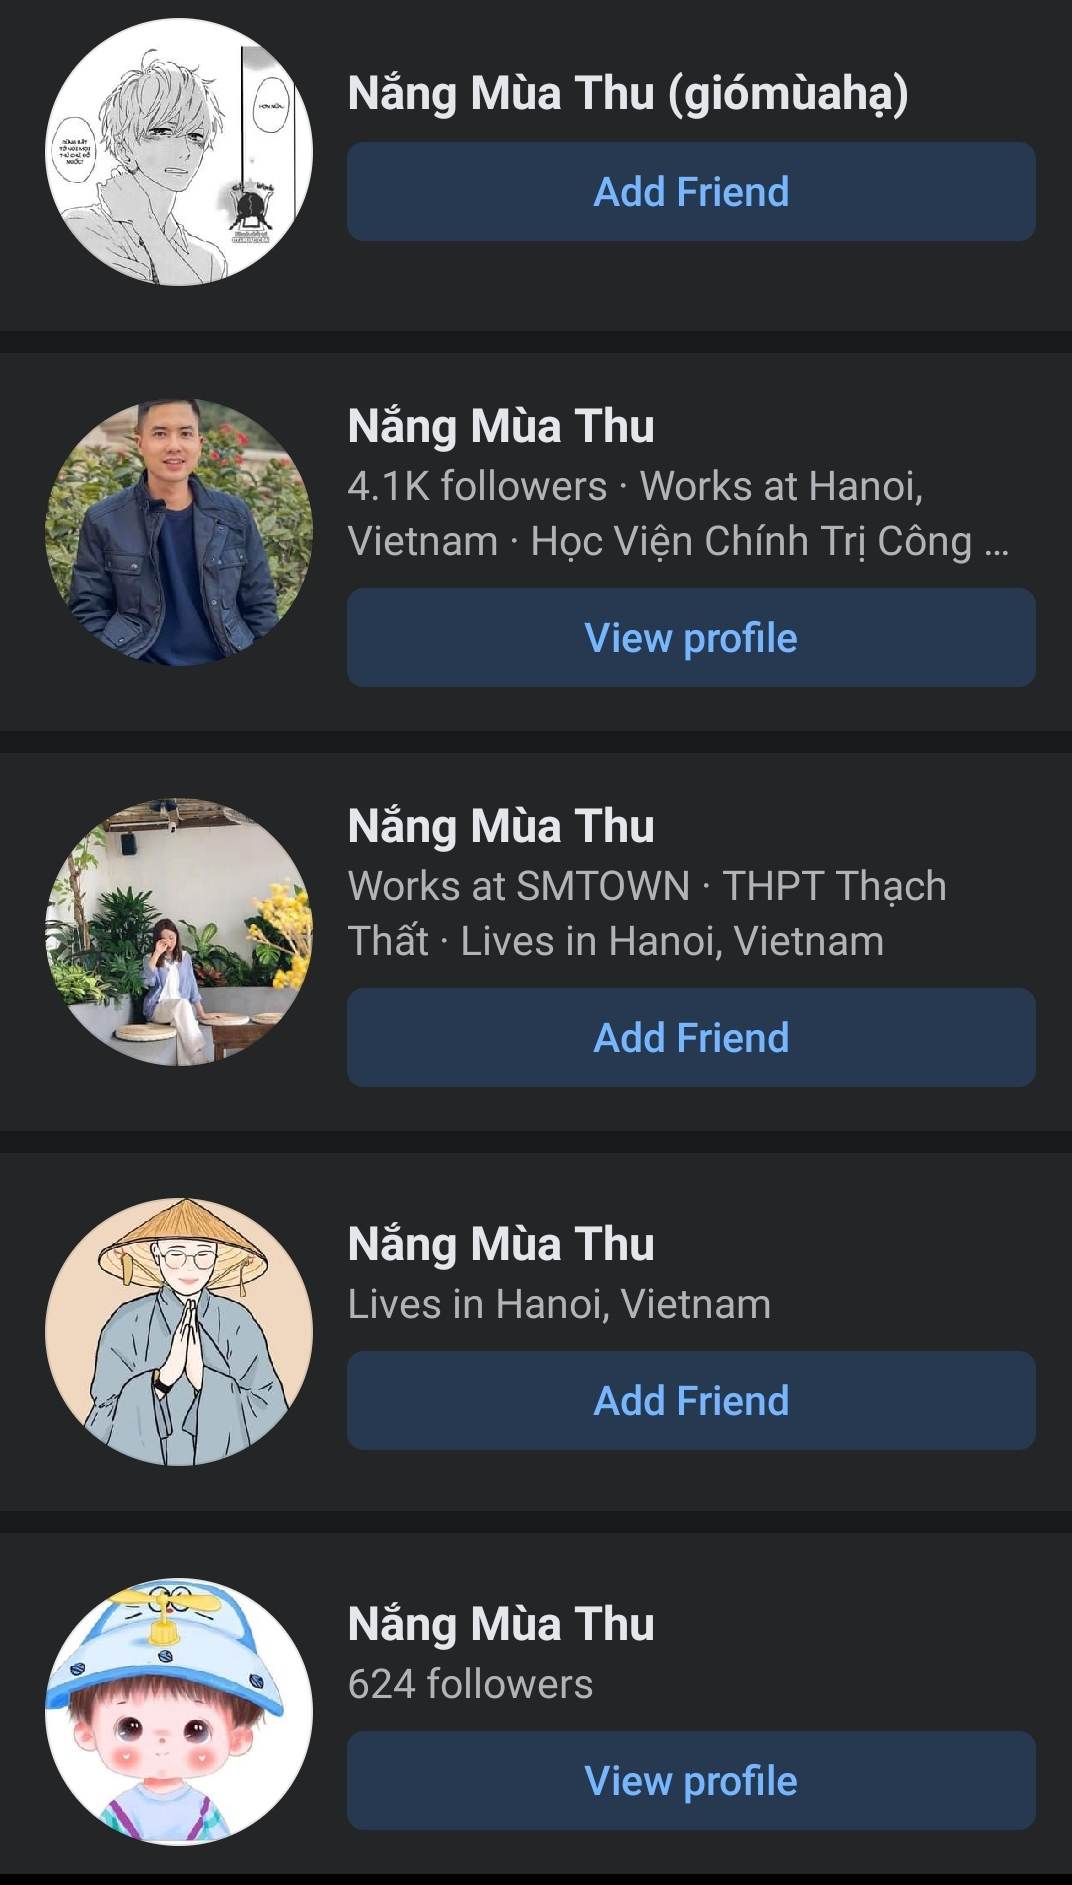 Nắng Mùa Thu (giómùahạ)
Add Friend
Nắng Mùa Thu
4.1K followers · Works at Hanoi,
Vietnam · Học Viện Chính Trị Công ...
View profile
Nắng Mùa Thu
Works at SMTOWN · THPT Thạch
Thất · Lives in Hanoi, Vietnam
Add Friend
Nắng Mùa Thu
Lives in Hanoi, Vietnam
Add Friend
Nắng Mùa Thu
624 followers
View profile